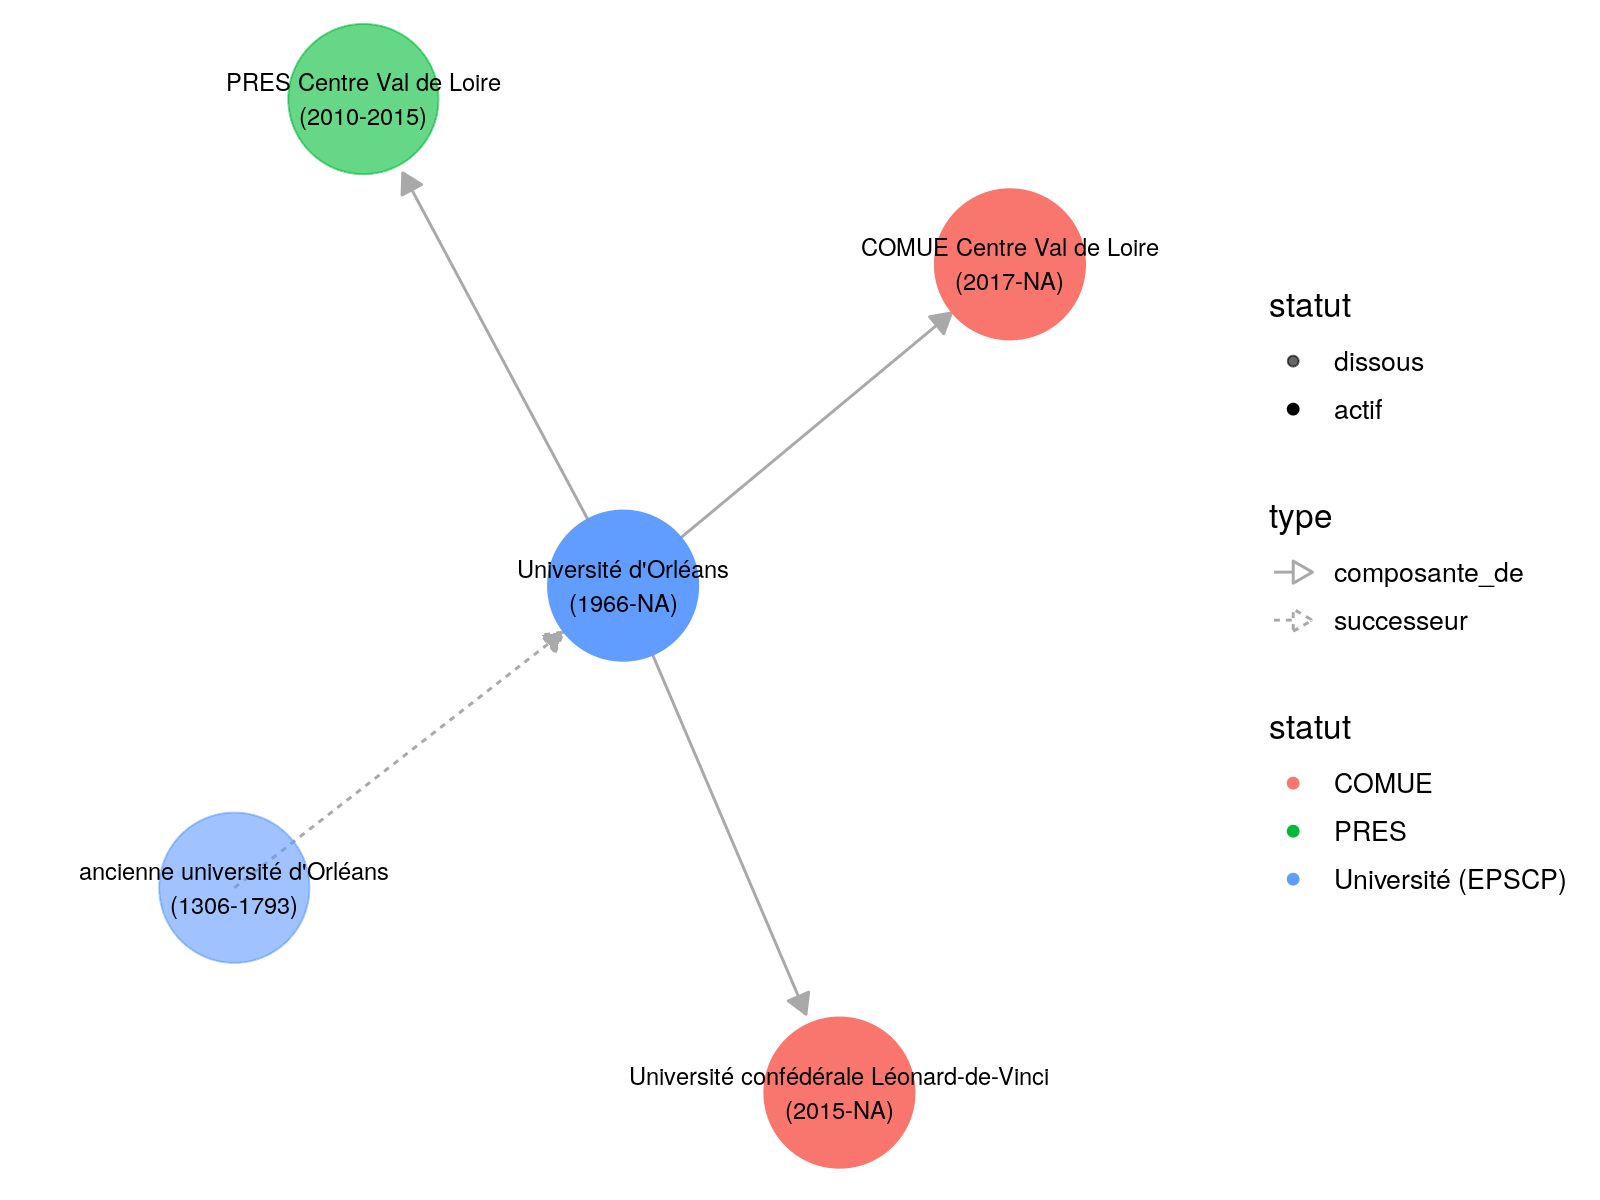 PRES Centre Val de Loire
(2010-2015)
COMUE Centre Val de Loire
(2017-NA)
Université d'Orléans
(1966-NA)
ancienne université d'Orléans
(1306-1793)
Université confédérale Léonard-de-Vinci
(2015-NA)
statut
dissous
actif
type
composante_de
successeur
statut
COMUE
PRES
Université (EPSCP)